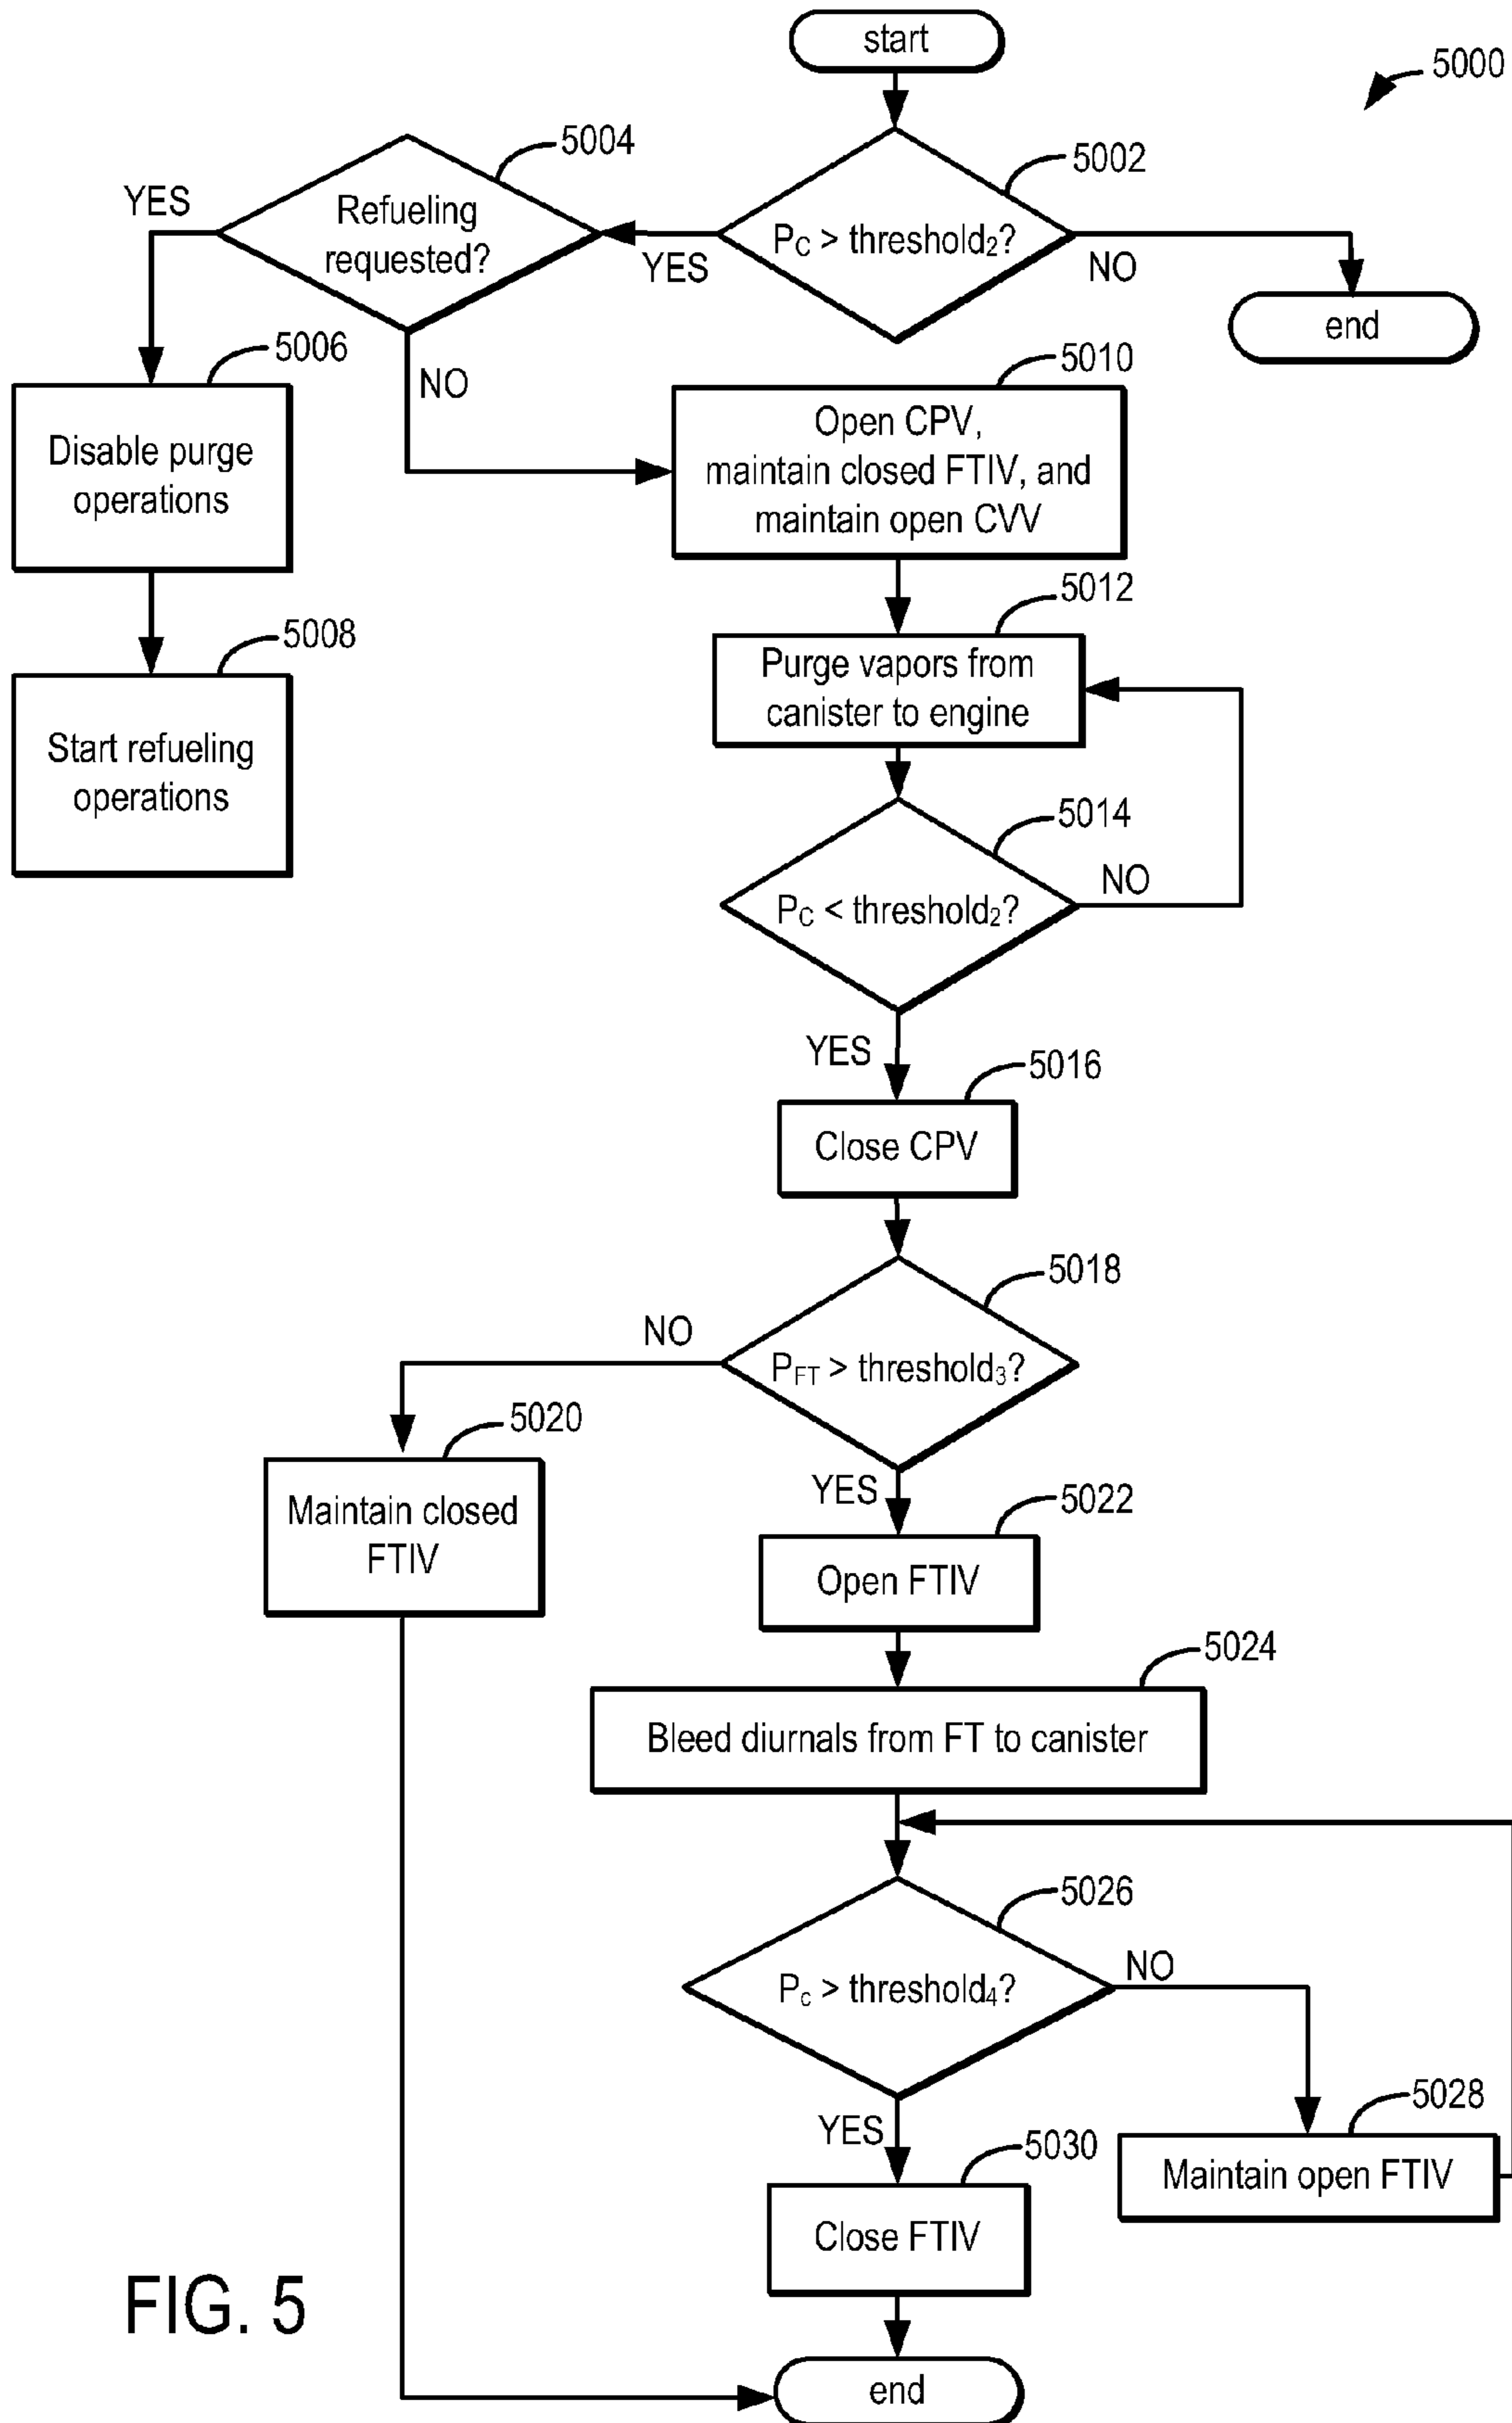 start
5000
5004
5002
YES
Refueling
requested?
YES
P_C > threshold₂?
NO
end
5006
NO
5010
Disable purge
operations
Open CPV,
maintain closed FTIV, and
maintain open CVV
5012
5008
Purge vapors from
canister to engine
Start refueling
operations
5014
P_C < threshold₂?
NO
YES
5016
Close CPV
5018
NO
P_FT > threshold₃?
5020
YES
5022
Maintain closed
FTIV
Open FTIV
5024
Bleed diurnals from FT to canister
5026
P_c > threshold₄?
NO
5028
YES
5030
Maintain open FTIV
Close FTIV
FIG. 5
end